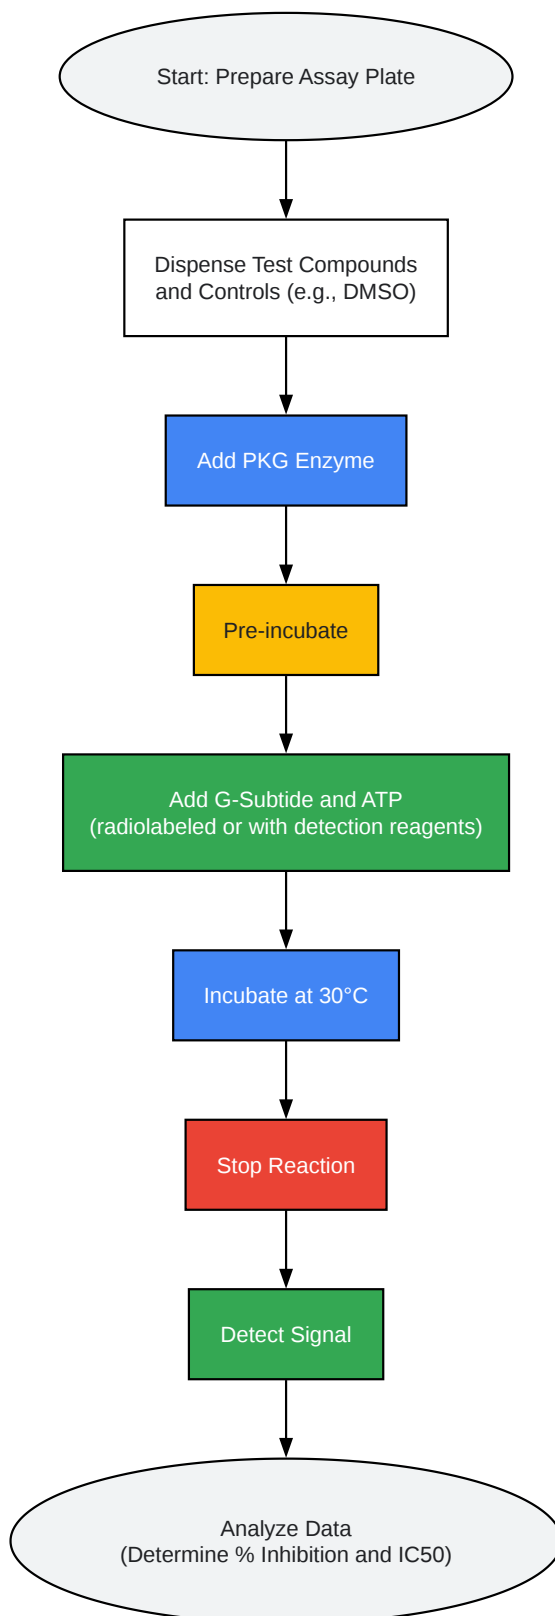 Start: Prepare Assay Plate
Dispense Test Compounds
and Controls (e.g., DMSO)
Add PKG Enzyme
Pre-incubate
Add G-Subtide and ATP
(radiolabeled or with detection reagents)
Incubate at 30°C
Stop Reaction
Detect Signal
Analyze Data
(Determine % Inhibition and IC50)